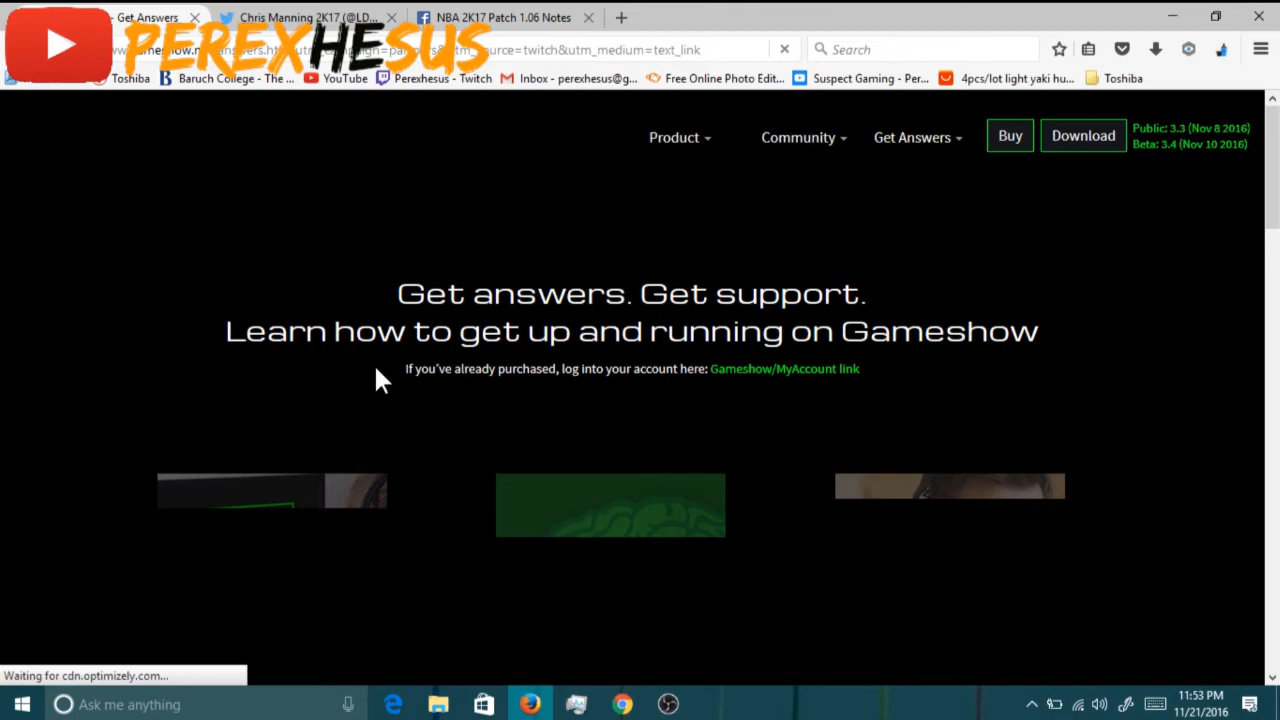 - Get Answers
Chris Manning 2K17 (@LD...
NBA 2K17 Patch 1.06 Notes
PEREXHESUS
utm_source=twitch&utm_medium=text_link
Search
Toshiba
Baruch College - The ...
YouTube
Perexhesus - Twitch
Inbox - perexhesus@g...
Free Online Photo Edit...
Suspect Gaming - Per...
4pcs/lot light yaki hu...
Toshiba
Product
Community
Get Answers
Buy
Download
Public: 3.3 (Nov 8 2016)
Beta: 3.4 (Nov 10 2016)
Get answers. Get support.
Learn how to get up and running on Gameshow
If you've already purchased, log into your account here: Gameshow/MyAccount link
Waiting for cdn.optimizely.com...
Ask me anything
11:53 PM
11/21/2016